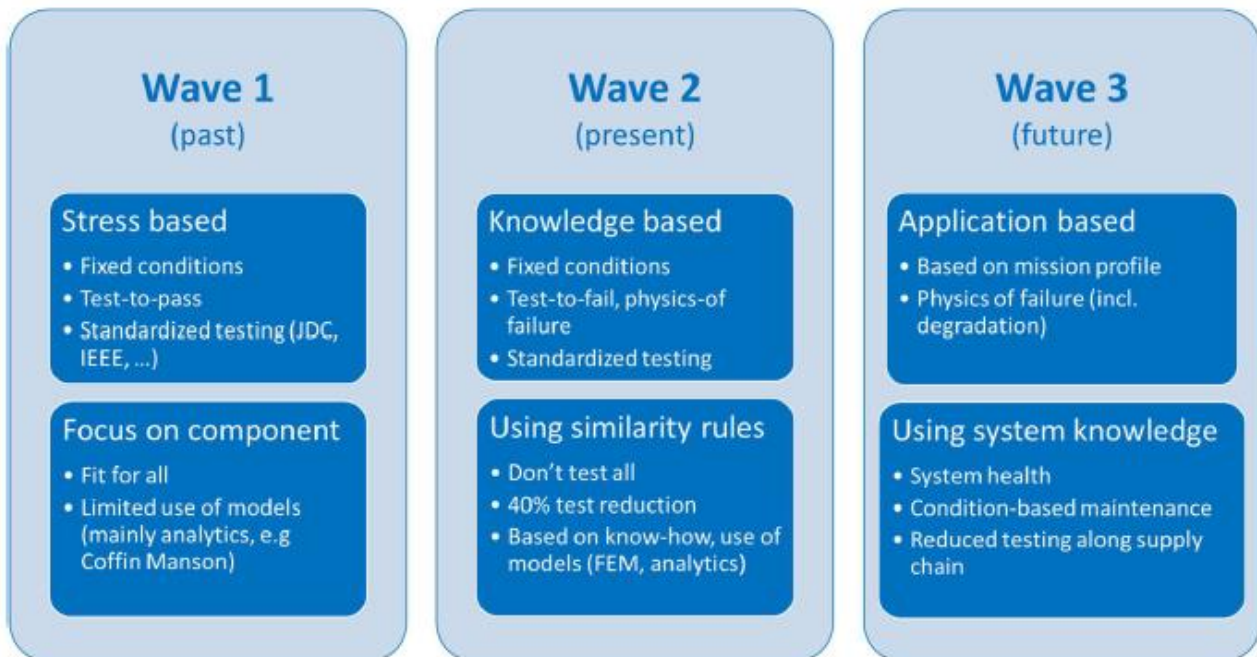 Wave 1
(past)
Stress based
• Fixed conditions
• Test-to-pass
• Standardized testing (JDC,
IEEE, ...)
Focus on component
• Fit for all
• Limited use of models
(mainly analytics, e.g
Coffin Manson)
Wave 2
(present)
Knowledge based
• Fixed conditions
• Test-to-fail, physics-of
failure
• Standardized testing
Using similarity rules
• Don't test all
• 40% test reduction
• Based on know-how, use of
models (FEM, analytics)
Wave 3
(future)
Application based
• Based on mission profile
• Physics of failure (incl.
degradation)
Using system knowledge
• System health
• Condition-based maintenance
• Reduced testing along supply
chain